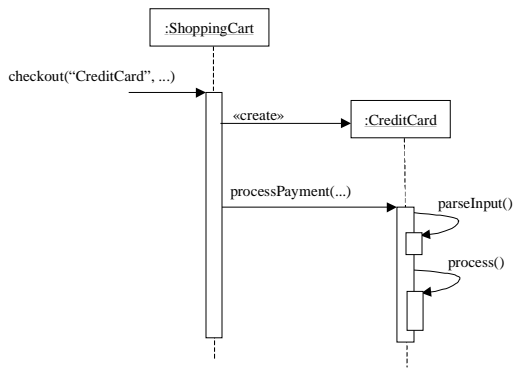 :ShoppingCart
checkout(“CreditCard”, ...)
«create»
:CreditCard
processPayment(...)
parseInput()
process()